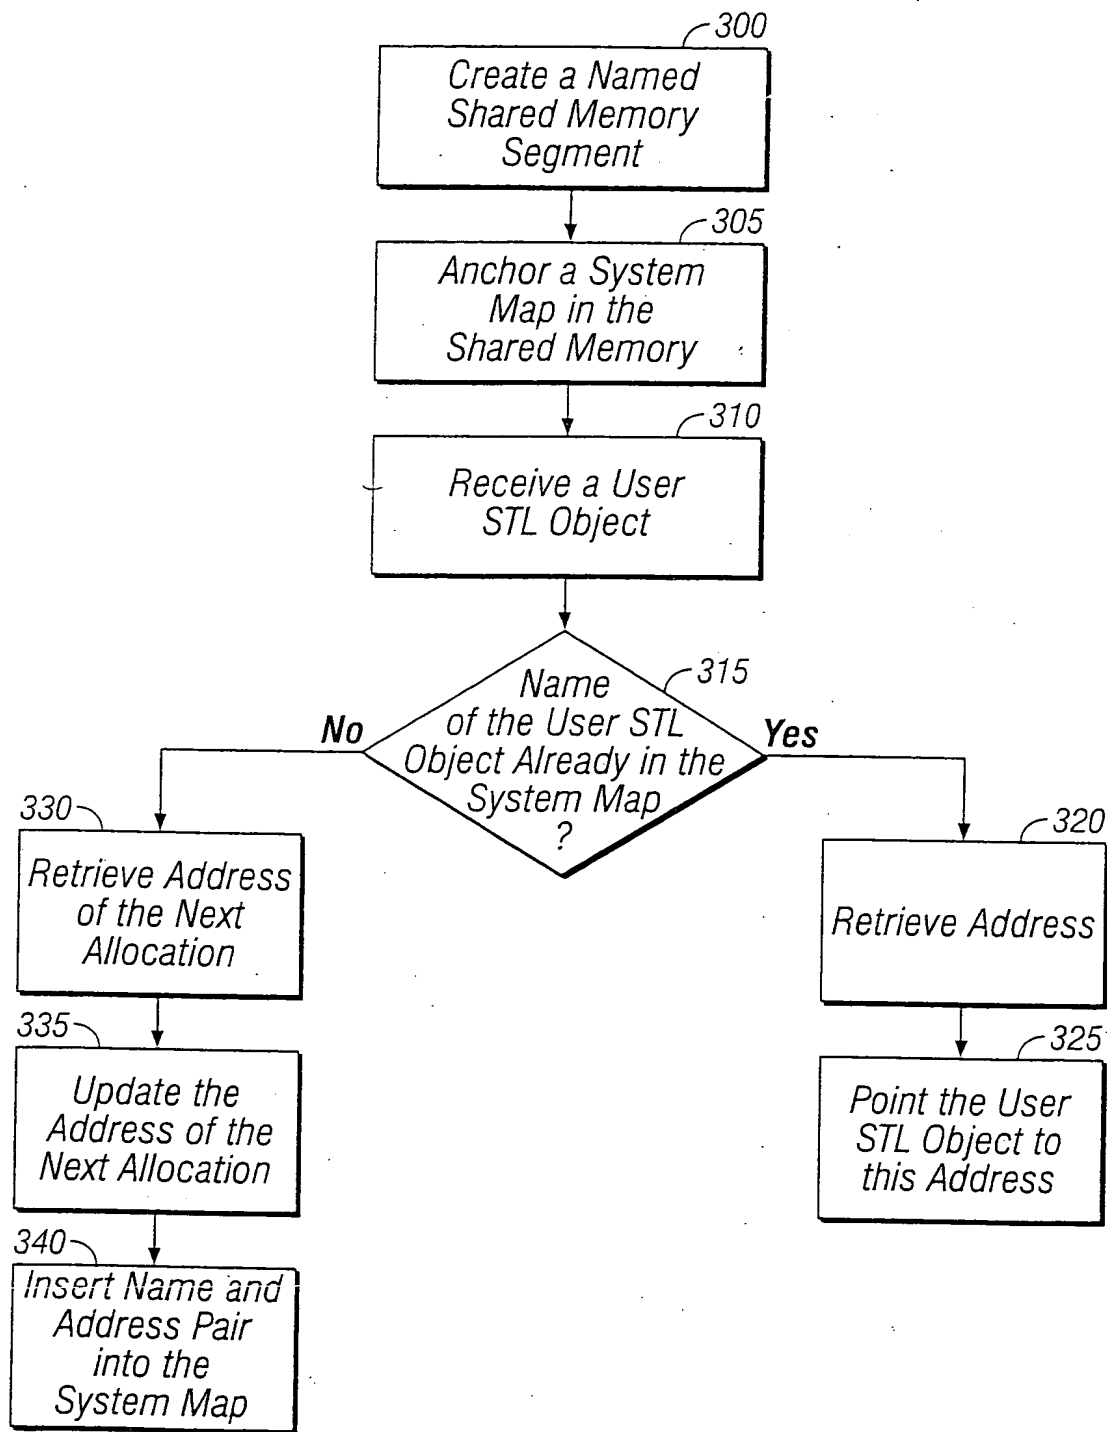 300
Create a Named
Shared Memory
Segment
305
Anchor a System
Map in the
Shared Memory
310
Receive a User
STL Object
315
Name
of the User STL
Object Already in the
System Map
?
No
Yes
330
Retrieve Address
of the Next
Allocation
320
Retrieve Address
335
Update the
Address of the
Next Allocation
325
Point the User
STL Object to
this Address
340
Insert Name and
Address Pair
into the
System Map